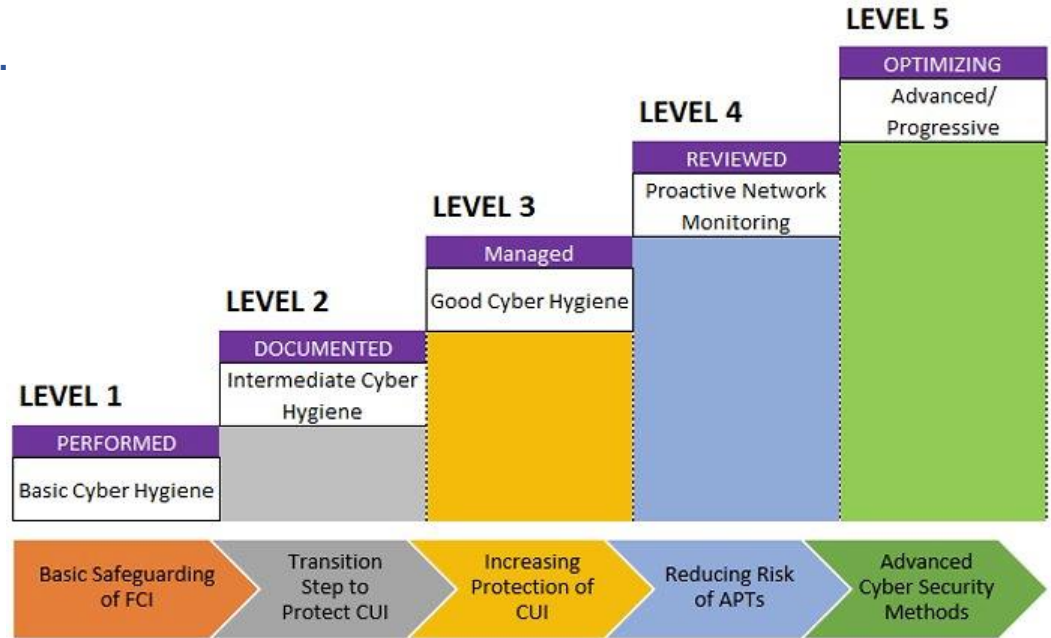 LEVEL 5
OPTIMIZING
Advanced/
Progressive
LEVEL 4
REVIEWED
Proactive Network
Monitoring
LEVEL 3
Managed
Good Cyber Hygiene
LEVEL 2
DOCUMENTED
Intermediate Cyber
Hygiene
LEVEL 1
PERFORMED
Basic Cyber Hygiene
Basic Safeguarding
of FCI
Transition
Step to
Protect CUI
Increasing
Protection of
CUI
Reducing Risk
of APTs
Advanced
Cyber Security
Methods